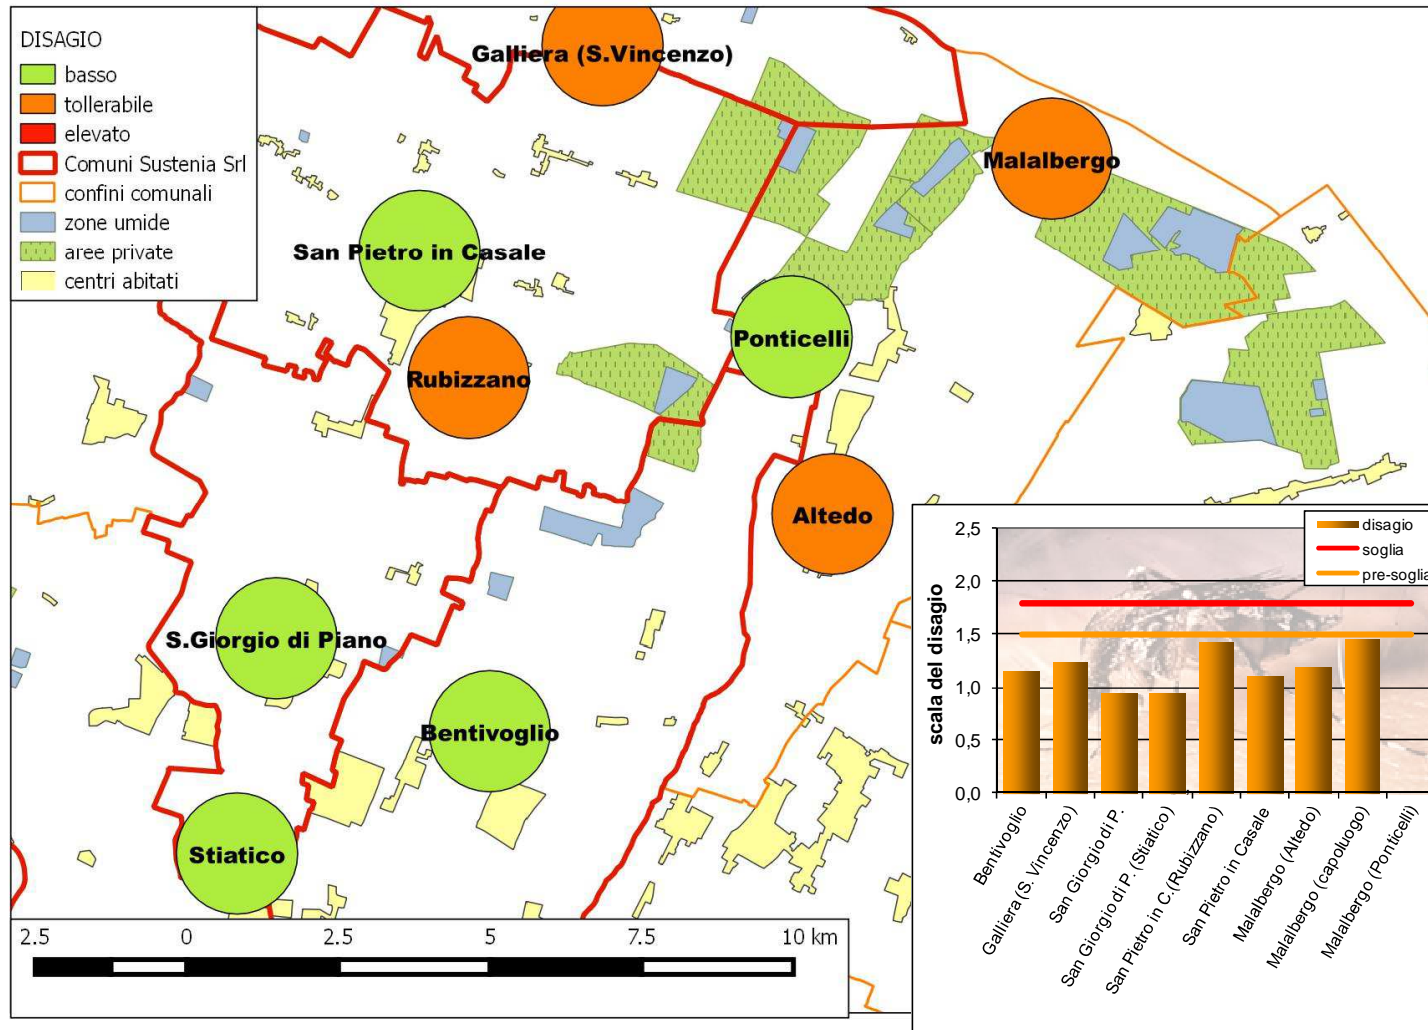 DISAGIO
basso
tollerabile
elevato
Comuni Sustenia Srl
confini comunali
zone umide
aree private
centri abitati
Galliera (S.Vincenzo)
Malalbergo
San Pietro in Casale
Ponticelli
Rubizzano
Altedo
S.Giorgio di Piano
Bentivoglio
Stiatico
2.5 0 2.5 5 7.5 10 km
disagio
soglia
pre-soglia
scala del disagio
2,5
2,0
1,5
1,0
0,5
0,0
Bentivoglio
Galliera (S. Vincenzo)
San Giorgio di P.
San Giorgio di P. (Stiatico)
San Pietro in C. (Rubizzano)
San Pietro in Casale
Malalbergo (Altedo)
Malalbergo (capoluogo)
Malalbergo (Ponticelli)